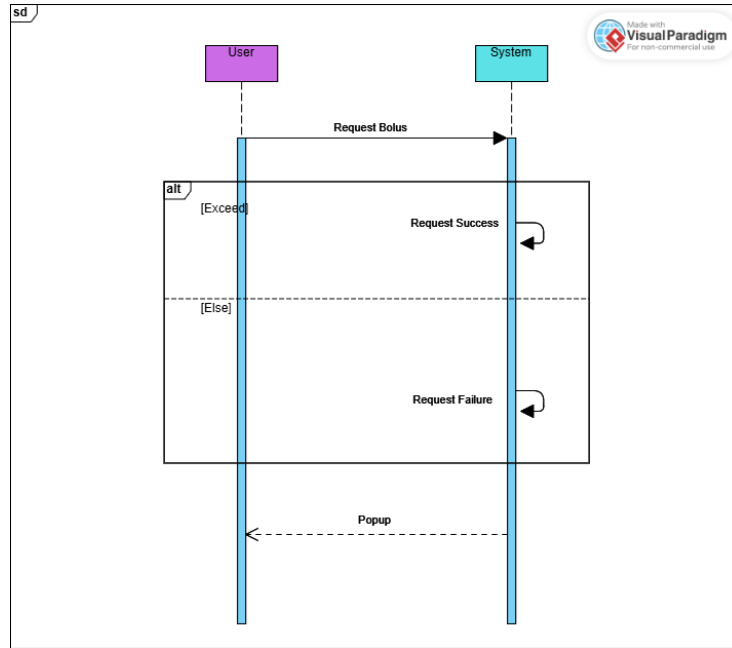 sd
Made with
Visual Paradigm
For non-commercial use
User
System
Request Bolus
alt
[Exceed]
Request Success
[Else]
Request Failure
Popup